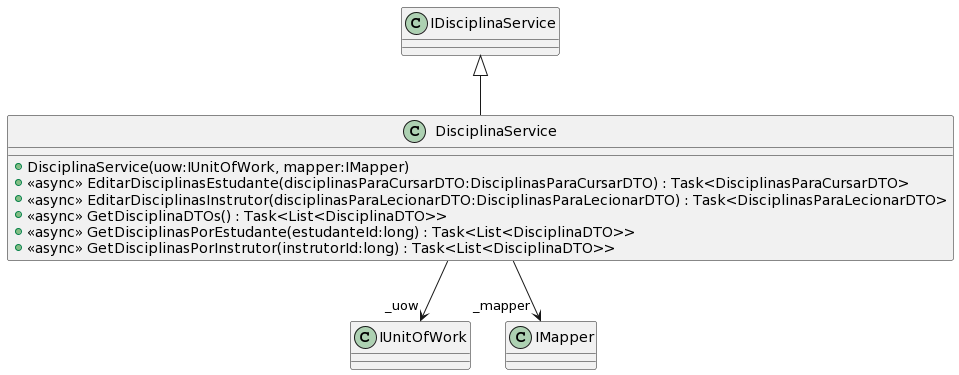 C IDisciplinaService
C DisciplinaService
DisciplinaService(uow:IUnitOfWork, mapper:IMapper)
«async» EditarDisciplinasEstudante(disciplinasParaCursarDTO:DisciplinasParaCursarDTO) : Task<DisciplinasParaCursarDTO>
«async» EditarDisciplinasInstrutor(disciplinasParaLecionarDTO:DisciplinasParaLecionarDTO) : Task<DisciplinasParaLecionarDTO>
«async» GetDisciplinaDTOs() : Task<List<DisciplinaDTO>>
«async» GetDisciplinasPorEstudante(estudanteId:long) : Task<List<DisciplinaDTO>>
«async» GetDisciplinasPorInstrutor(instrutorId:long) : Task<List<DisciplinaDTO>>
_uow
_mapper
C IUnitOfWork
C IMapper